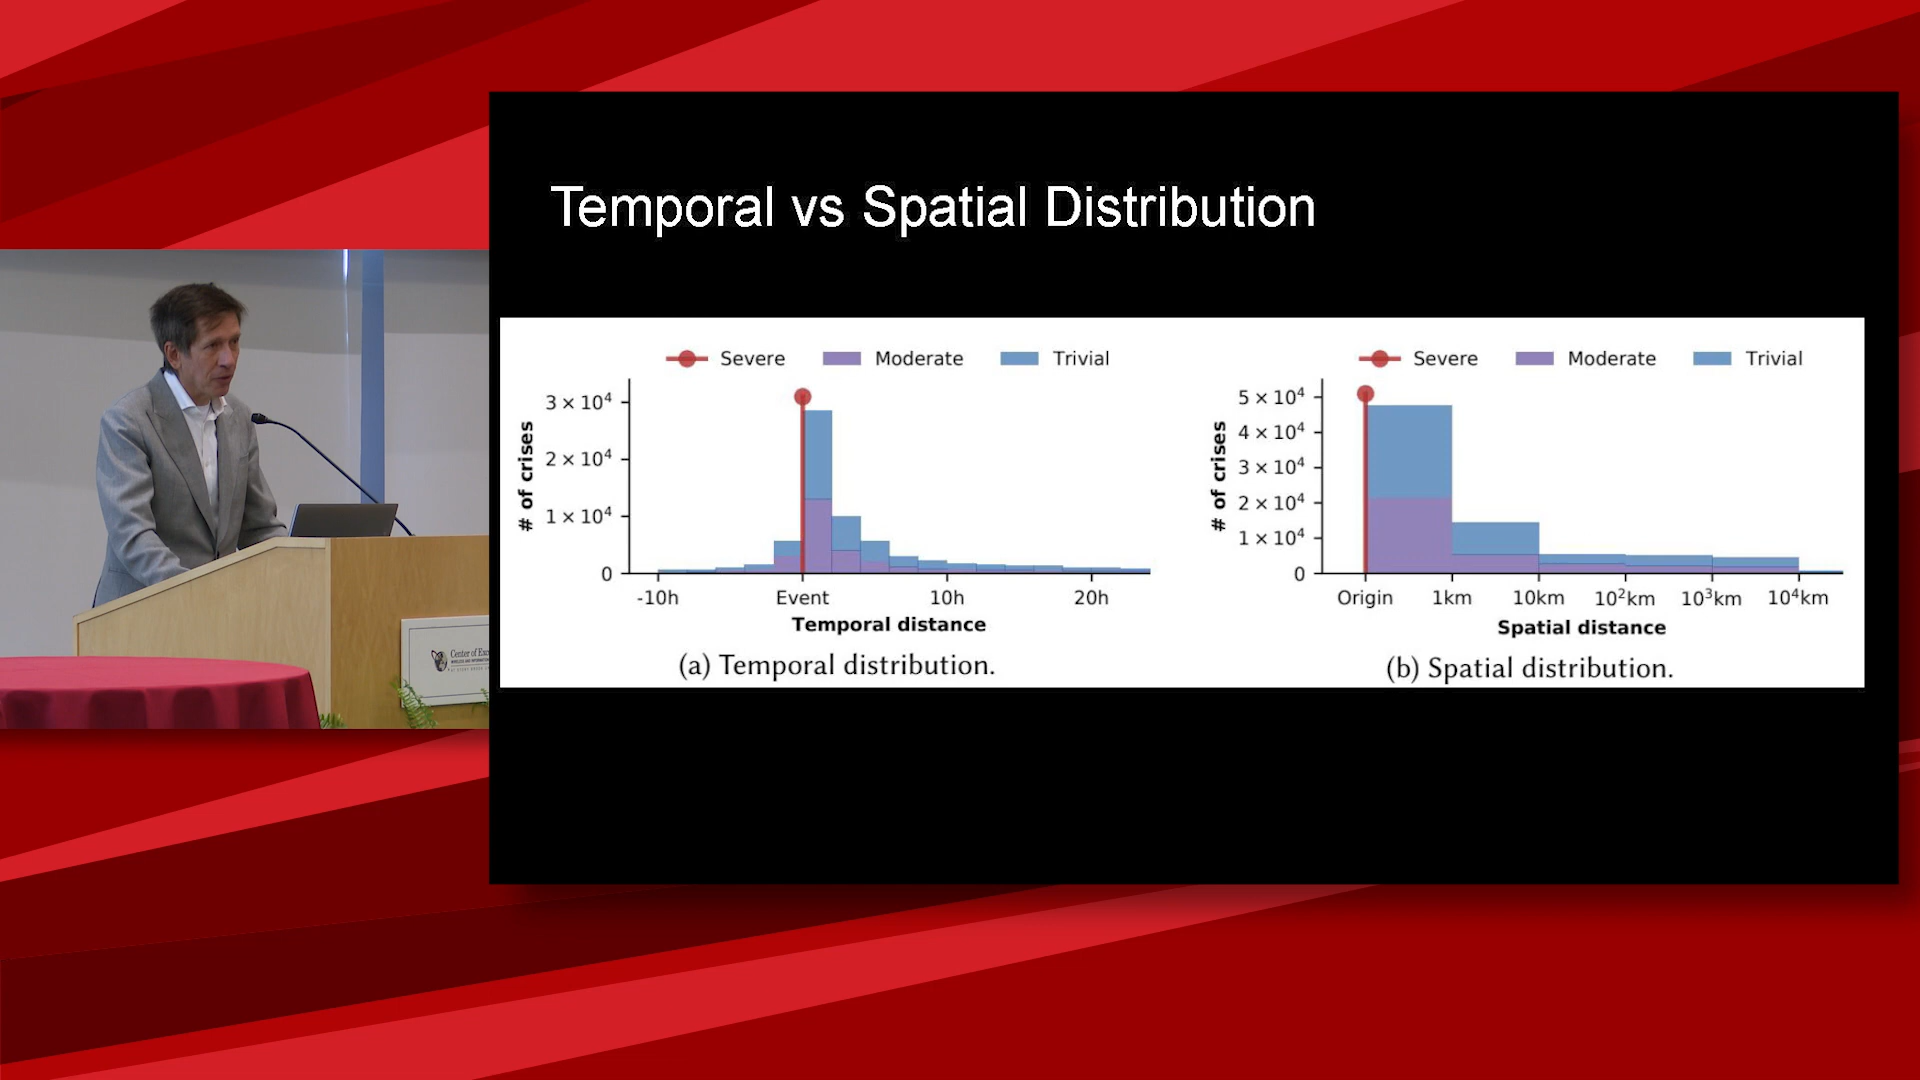 Temporal vs Spatial Distribution
Severe Moderate Trivial
# of crises
3 × 10⁴
2 × 10⁴
1 × 10⁴
0
-10h Event 10h 20h
Temporal distance
(a) Temporal distribution.
Severe Moderate Trivial
# of crises
5 × 10⁴
4 × 10⁴
3 × 10⁴
2 × 10⁴
1 × 10⁴
0
Origin 1km 10km 10²km 10³km 10⁴km
Spatial distance
(b) Spatial distribution.
Center of